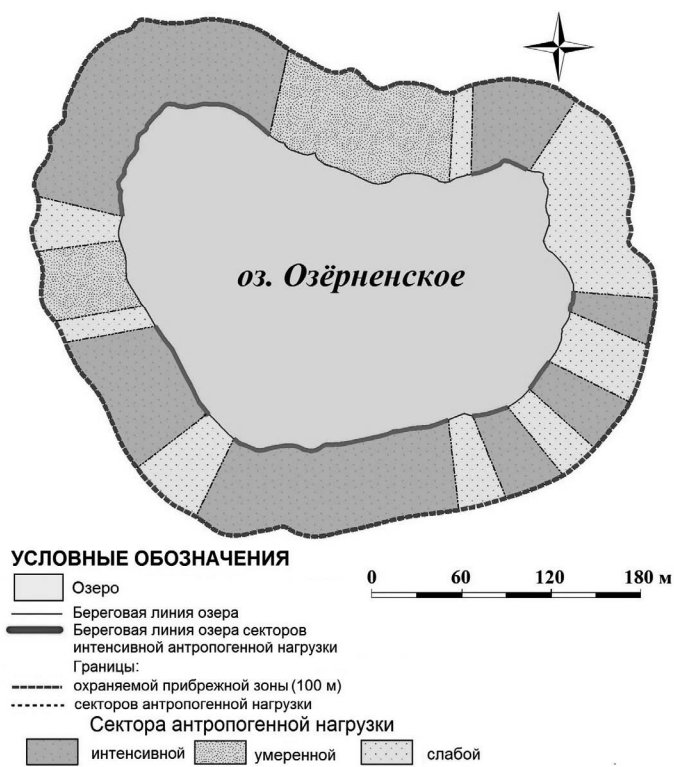 оз. Озёрненское
УСЛОВНЫЕ ОБОЗНАЧЕНИЯ
Озеро
Береговая линия озера
Береговая линия озера секторов
интенсивной антропогенной нагрузки
Границы:
охраняемой прибрежной зоны (100 м)
секторов антропогенной нагрузки
0 60 120 180 м
Сектора антропогенной нагрузки
интенсивной умеренной слабой